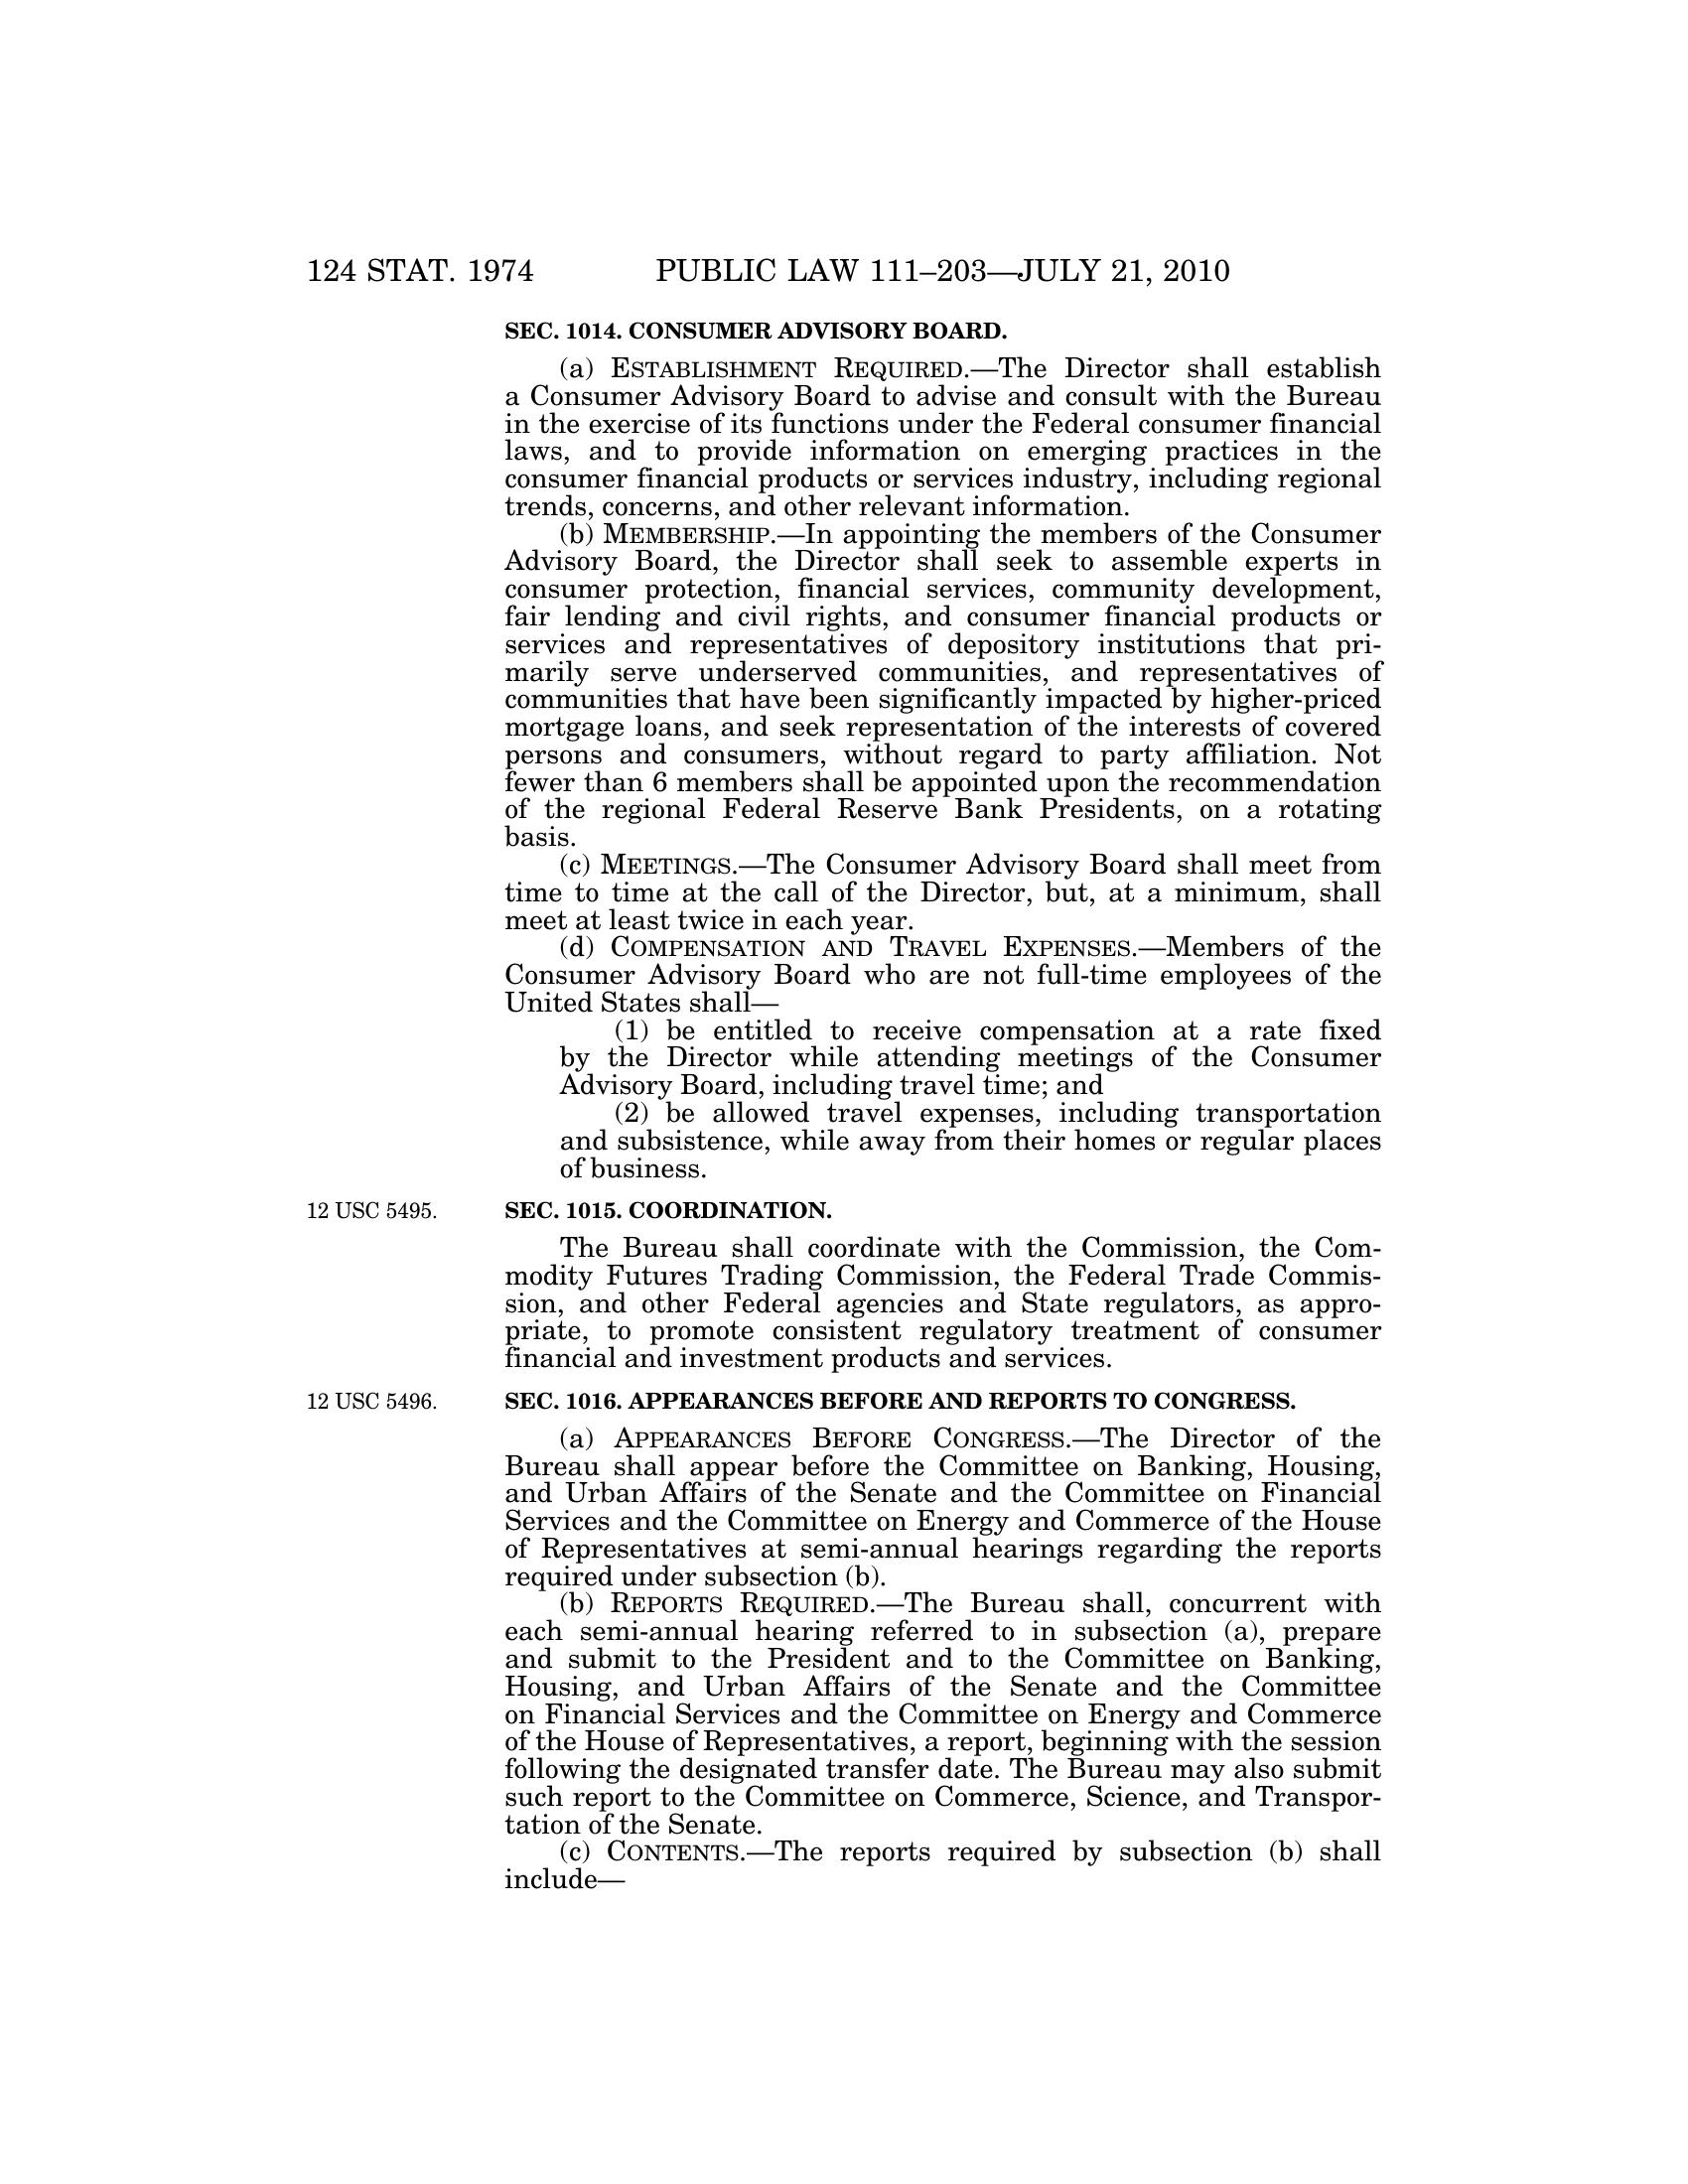 124 STAT. 1974 PUBLIC LAW 111–203—JULY 21, 2010
SEC. 1014. CONSUMER ADVISORY BOARD.
(a) ESTABLISHMENT REQUIRED.—The Director shall establish
a Consumer Advisory Board to advise and consult with the Bureau
in the exercise of its functions under the Federal consumer financial
laws, and to provide information on emerging practices in the
consumer financial products or services industry, including regional
trends, concerns, and other relevant information.
(b) MEMBERSHIP.—In appointing the members of the Consumer
Advisory Board, the Director shall seek to assemble experts in
consumer protection, financial services, community development,
fair lending and civil rights, and consumer financial products or
services and representatives of depository institutions that pri-
marily serve underserved communities, and representatives of
communities that have been significantly impacted by higher-priced
mortgage loans, and seek representation of the interests of covered
persons and consumers, without regard to party affiliation. Not
fewer than 6 members shall be appointed upon the recommendation
of the regional Federal Reserve Bank Presidents, on a rotating
basis.
(c) MEETINGS.—The Consumer Advisory Board shall meet from
time to time at the call of the Director, but, at a minimum, shall
meet at least twice in each year.
(d) COMPENSATION AND TRAVEL EXPENSES.—Members of the
Consumer Advisory Board who are not full-time employees of the
United States shall—
(1) be entitled to receive compensation at a rate fixed
by the Director while attending meetings of the Consumer
Advisory Board, including travel time; and
(2) be allowed travel expenses, including transportation
and subsistence, while away from their homes or regular places
of business.
12 USC 5495. SEC. 1015. COORDINATION.
The Bureau shall coordinate with the Commission, the Com-
modity Futures Trading Commission, the Federal Trade Commis-
sion, and other Federal agencies and State regulators, as appro-
priate, to promote consistent regulatory treatment of consumer
financial and investment products and services.
12 USC 5496. SEC. 1016. APPEARANCES BEFORE AND REPORTS TO CONGRESS.
(a) APPEARANCES BEFORE CONGRESS.—The Director of the
Bureau shall appear before the Committee on Banking, Housing,
and Urban Affairs of the Senate and the Committee on Financial
Services and the Committee on Energy and Commerce of the House
of Representatives at semi-annual hearings regarding the reports
required under subsection (b).
(b) REPORTS REQUIRED.—The Bureau shall, concurrent with
each semi-annual hearing referred to in subsection (a), prepare
and submit to the President and to the Committee on Banking,
Housing, and Urban Affairs of the Senate and the Committee
on Financial Services and the Committee on Energy and Commerce
of the House of Representatives, a report, beginning with the session
following the designated transfer date. The Bureau may also submit
such report to the Committee on Commerce, Science, and Transpor-
tation of the Senate.
(c) CONTENTS.—The reports required by subsection (b) shall
include—